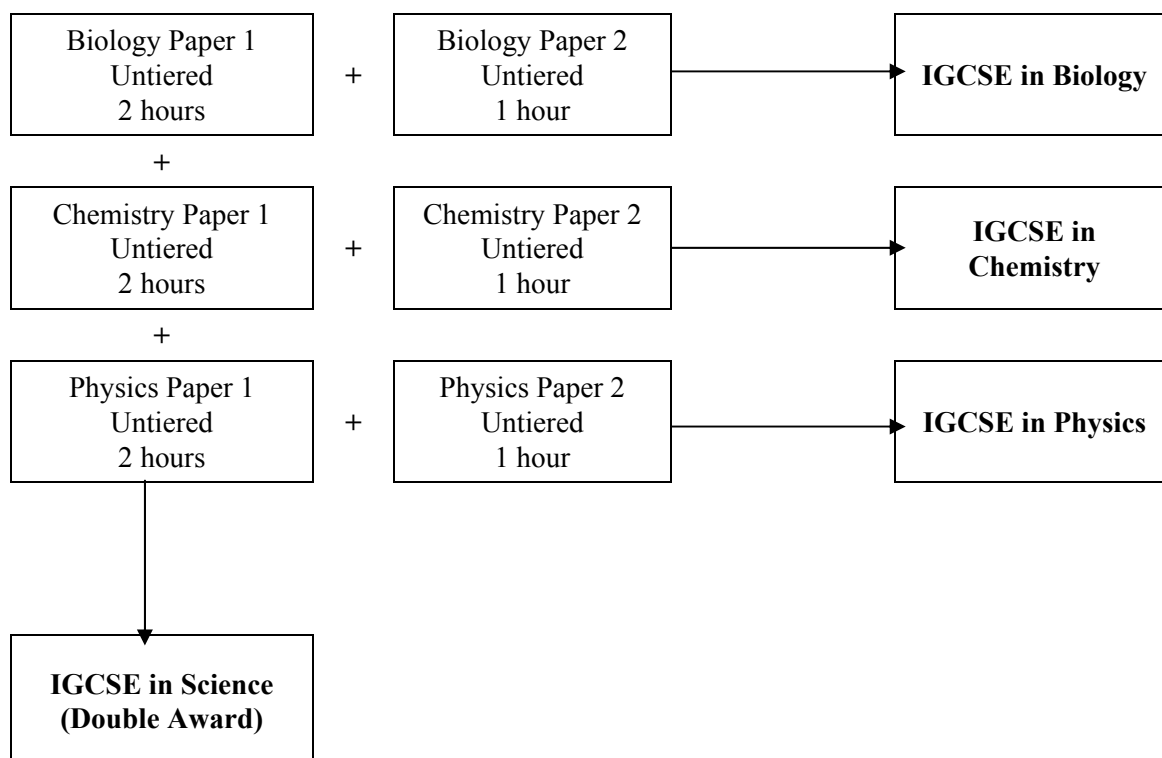 Biology Paper 1
Untiered
2 hours
+
Biology Paper 2
Untiered
1 hour
IGCSE in Biology
+
Chemistry Paper 1
Untiered
2 hours
+
Chemistry Paper 2
Untiered
1 hour
IGCSE in
Chemistry
+
Physics Paper 1
Untiered
2 hours
+
Physics Paper 2
Untiered
1 hour
IGCSE in Physics
IGCSE in Science
(Double Award)